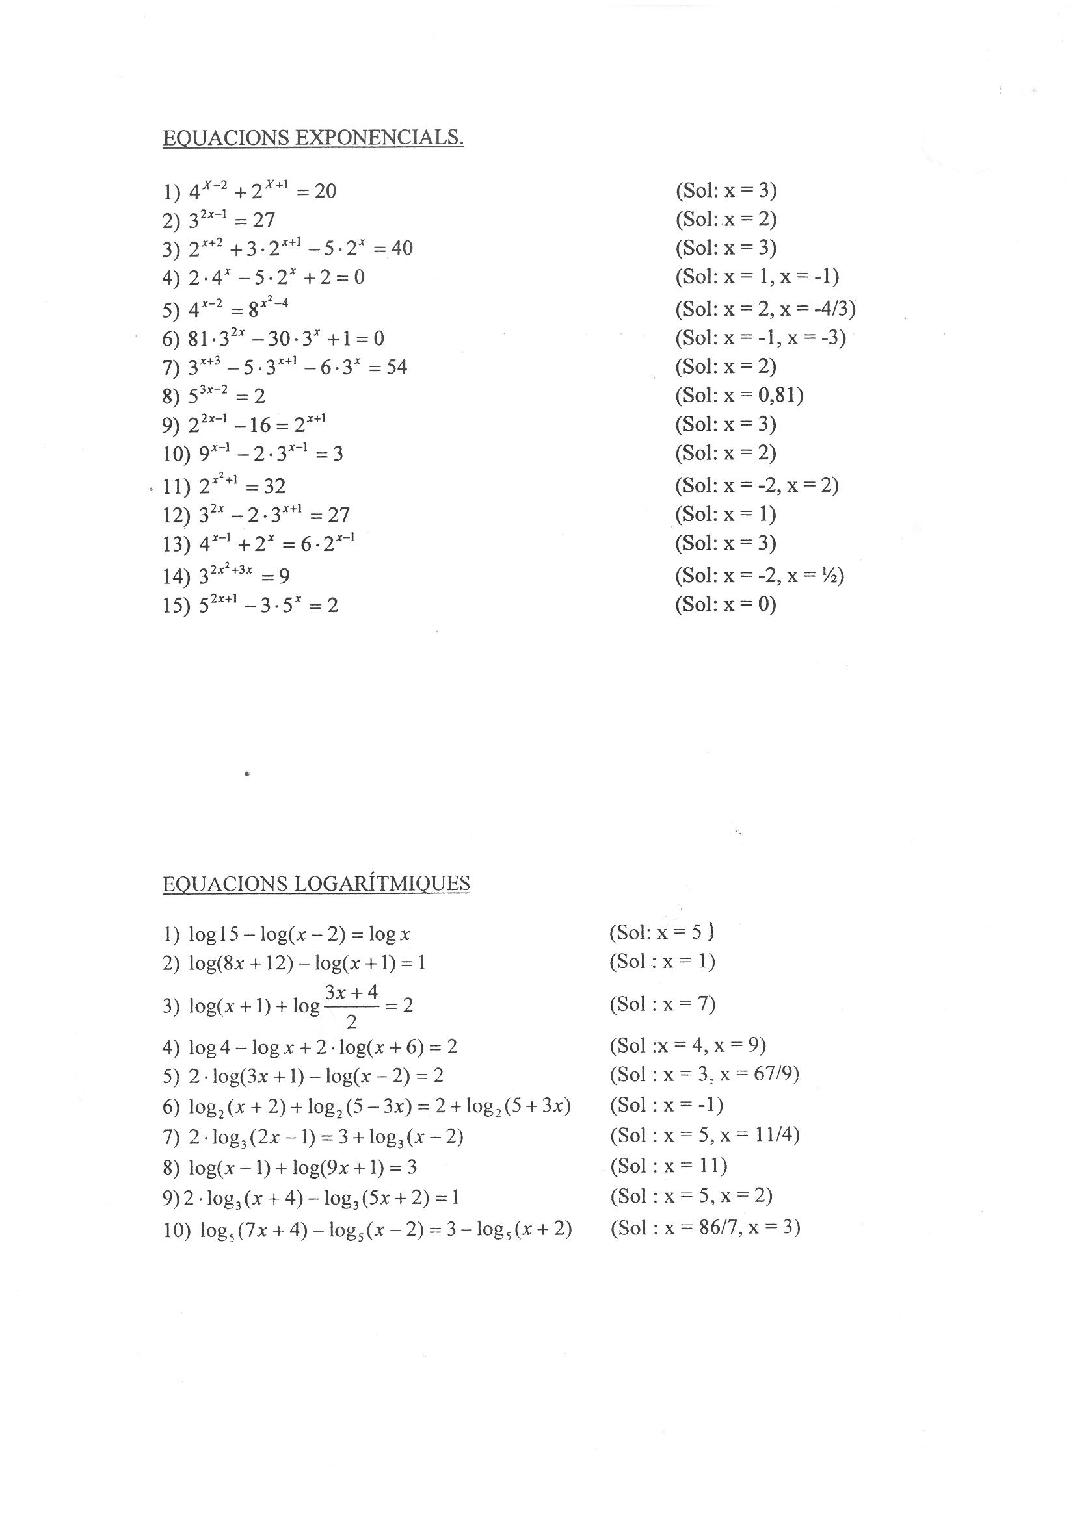 EQUACIONS EXPONENCIALS.
1) 4^{x-2} + 2^{x+1} = 20 (Sol: x = 3)
2) 3^{2x-1} = 27 (Sol: x = 2)
3) 2^{x+2} + 3·2^{x+1} − 5·2^x = 40 (Sol: x = 3)
4) 2·4^x − 5·2^x + 2 = 0 (Sol: x = 1, x = -1)
5) 4^{x-2} = 8^{x²-4} (Sol: x = 2, x = -4/3)
6) 81·3^{2x} − 30·3^x + 1 = 0 (Sol: x = -1, x = -3)
7) 3^{x+3} − 5·3^{x+1} − 6·3^x = 54 (Sol: x = 2)
8) 5^{3x-2} = 2 (Sol: x = 0,81)
9) 2^{2x-1} − 16 = 2^{x+1} (Sol: x = 3)
10) 9^{x-1} − 2·3^{x-1} = 3 (Sol: x = 2)
11) 2^{x²+1} = 32 (Sol: x = -2, x = 2)
12) 3^{2x} − 2·3^{x+1} = 27 (Sol: x = 1)
13) 4^{x-1} + 2^x = 6·2^{x-1} (Sol: x = 3)
14) 3^{2x²+3x} = 9 (Sol: x = -2, x = ½)
15) 5^{2x+1} − 3·5^x = 2 (Sol: x = 0)
EQUACIONS LOGARÍTMIQUES
1) log15 − log(x − 2) = log x (Sol: x = 5 )
2) log(8x + 12) − log(x + 1) = 1 (Sol : x = 1)
3) log(x + 1) + log \frac{3x + 4}{2} = 2 (Sol : x = 7)
4) log 4 − log x + 2·log(x + 6) = 2 (Sol :x = 4, x = 9)
5) 2·log(3x + 1) − log(x − 2) = 2 (Sol : x = 3, x = 67/9)
6) log₂(x + 2) + log₂(5 − 3x) = 2 + log₂(5 + 3x) (Sol : x = -1)
7) 2·log₃(2x − 1) = 3 + log₃(x − 2) (Sol : x = 5, x = 11/4)
8) log(x − 1) + log(9x + 1) = 3 (Sol : x = 11)
9) 2·log₃(x + 4) − log₃(5x + 2) = 1 (Sol : x = 5, x = 2)
10) log₅(7x + 4) − log₅(x − 2) = 3 − log₅(x + 2) (Sol : x = 86/7, x = 3)